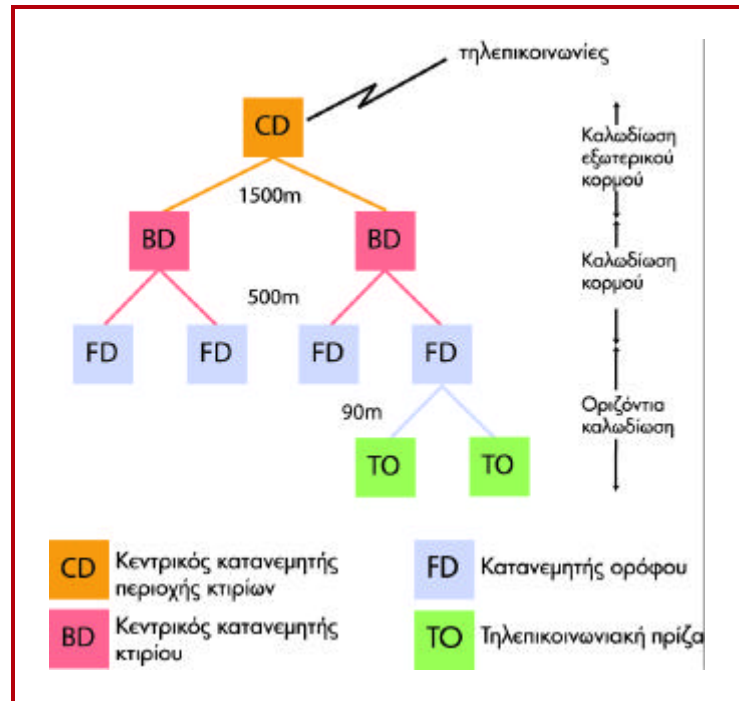 τηλεπικοινωνίες
CD
Καλωδίωση
εξωτερικού
κορμού
1500m
BD BD
Καλωδίωση
κορμού
500m
FD FD FD FD
90m
Οριζόντια
καλωδίωση
TO TO
CD Κεντρικός κατανεμητής
περιοχής κτιρίων
FD Κατανεμητής ορόφου
BD Κεντρικός κατανεμητής
κτιρίου
TO Τηλεπικοινωνιακή πρίζα